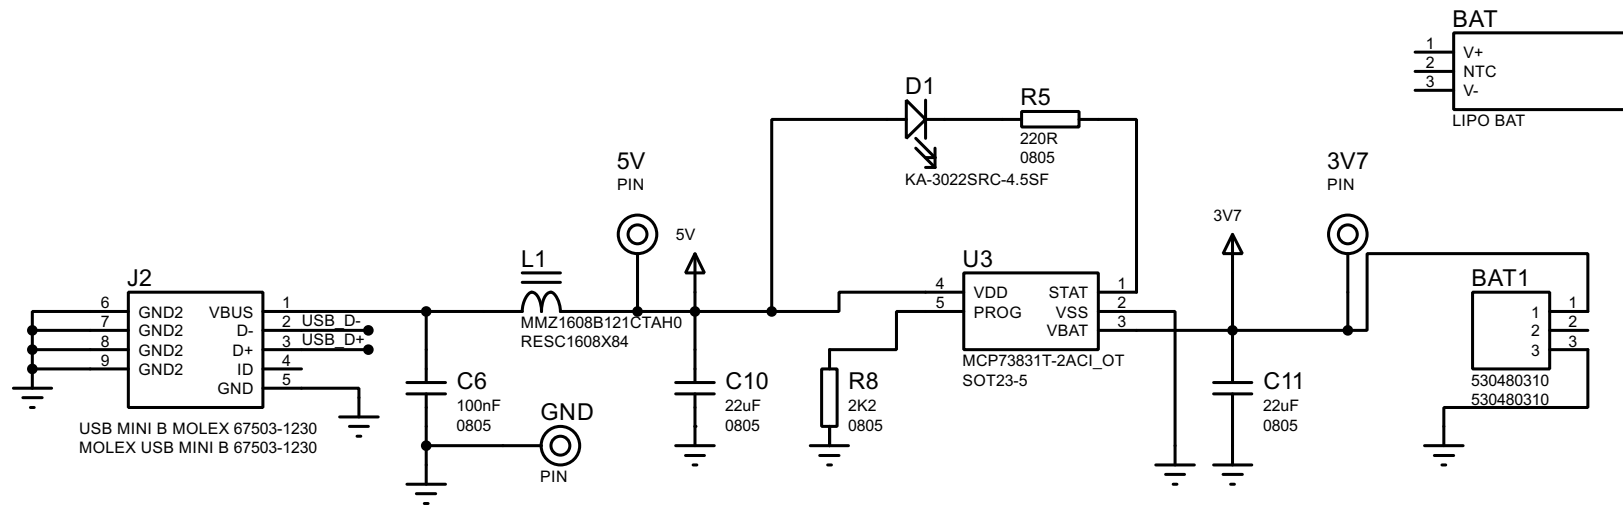 BAT
1 V+
2 NTC
3 V-
LIPO BAT
D1
KA-3022SRC-4.5SF
R5
220R
0805
5V
PIN
5V
3V7
PIN
3V7
J2
6 GND2
7 GND2
8 GND2
9 GND2
VBUS 1
D- 2 USB_D-
D+ 3 USB_D+
ID 4
GND 5
USB MINI B MOLEX 67503-1230
MOLEX USB MINI B 67503-1230
L1
MMZ1608B121CTAH0
RESC1608X84
C6
100nF
0805
GND
PIN
C10
22uF
0805
U3
4 VDD STAT 1
5 PROG VSS 2
VBAT 3
MCP73831T-2ACI_OT
SOT23-5
R8
2K2
0805
C11
22uF
0805
BAT1
1 1
2 2
3 3
530480310
530480310